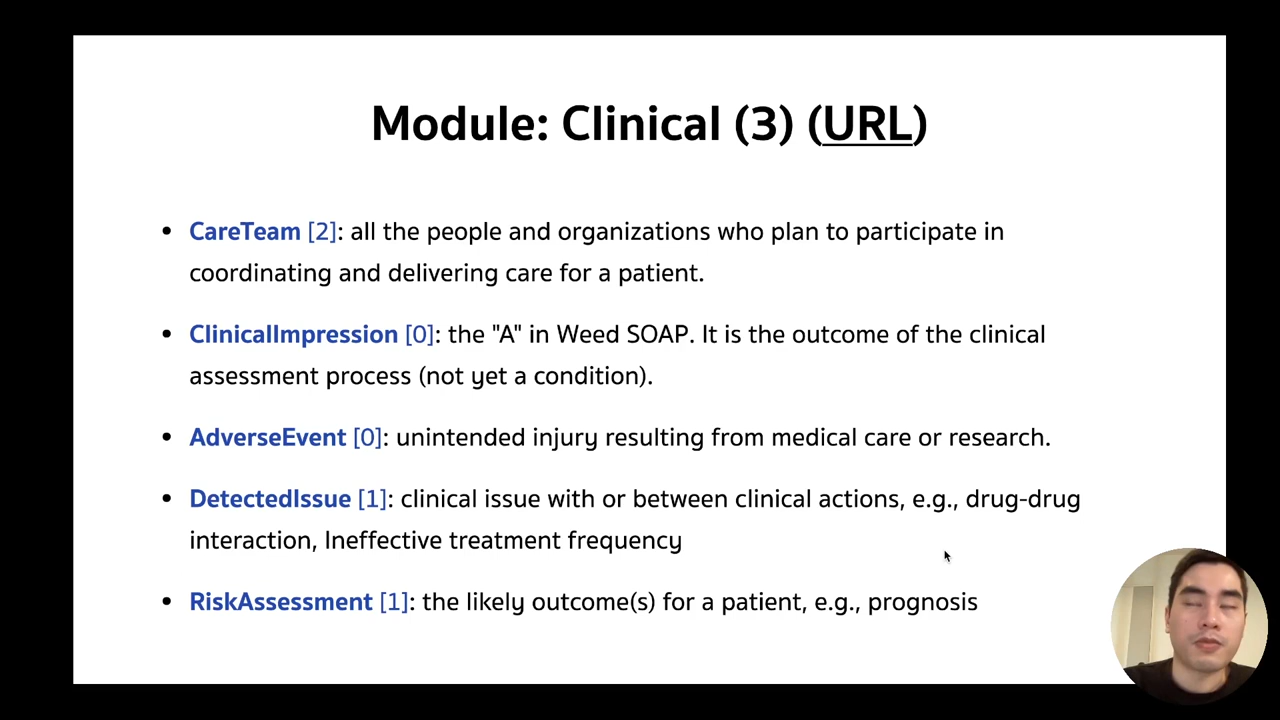 Module: Clinical (3) (URL)
• CareTeam [2]: all the people and organizations who plan to participate in
coordinating and delivering care for a patient.
• ClinicalImpression [0]: the "A" in Weed SOAP. It is the outcome of the clinical
assessment process (not yet a condition).
• AdverseEvent [0]: unintended injury resulting from medical care or research.
• DetectedIssue [1]: clinical issue with or between clinical actions, e.g., drug-drug
interaction, Ineffective treatment frequency
• RiskAssessment [1]: the likely outcome(s) for a patient, e.g., prognosis